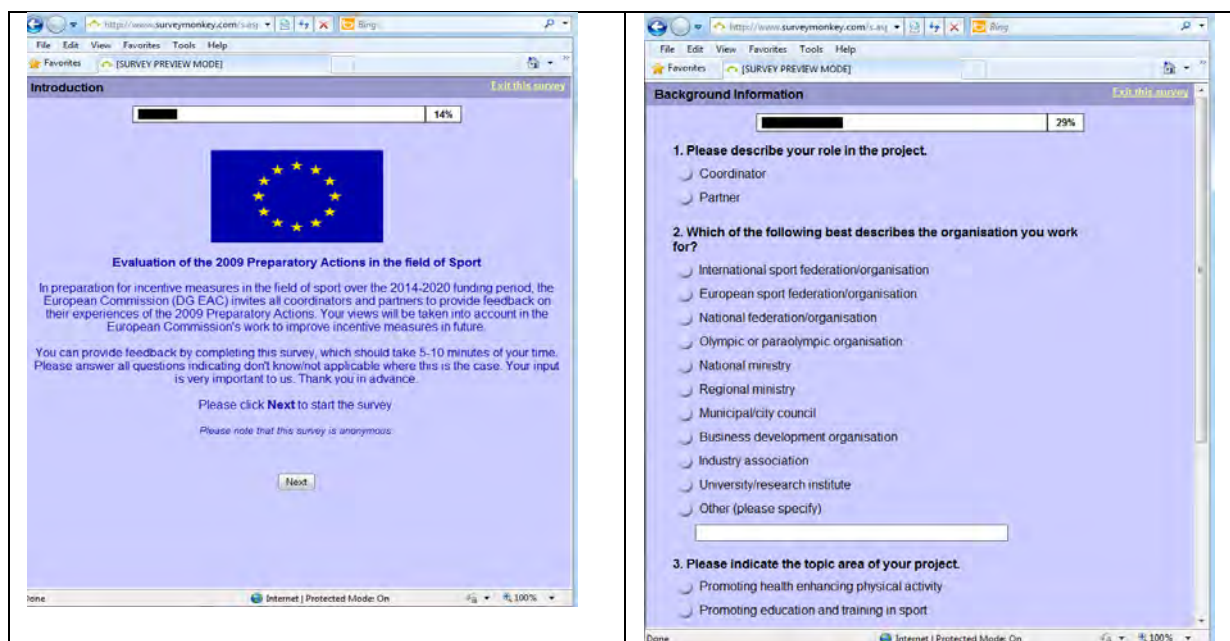 http://www.surveymonkey.com/s.asp
Bing
File Edit View Favorites Tools Help
Favorites [SURVEY PREVIEW MODE]
Introduction Exit this survey
14%
Evaluation of the 2009 Preparatory Actions in the field of Sport
In preparation for incentive measures in the field of sport over the 2014-2020 funding period, the
European Commission (DG EAC) invites all coordinators and partners to provide feedback on
their experiences of the 2009 Preparatory Actions. Your views will be taken into account in the
European Commission's work to improve incentive measures in future.
You can provide feedback by completing this survey, which should take 5-10 minutes of your time.
Please answer all questions indicating don't know/not applicable where this is the case. Your input
is very important to us. Thank you in advance.
Please click Next to start the survey
Please note that this survey is anonymous
Next
Done Internet | Protected Mode: On 100%
http://www.surveymonkey.com/s.asp
Bing
File Edit View Favorites Tools Help
Favorites [SURVEY PREVIEW MODE]
Background Information Exit this survey
29%
1. Please describe your role in the project.
Coordinator
Partner
2. Which of the following best describes the organisation you work
for?
International sport federation/organisation
European sport federation/organisation
National federation/organisation
Olympic or paraolympic organisation
National ministry
Regional ministry
Municipal/city council
Business development organisation
Industry association
University/research institute
Other (please specify)
3. Please indicate the topic area of your project.
Promoting health enhancing physical activity
Promoting education and training in sport
Done Internet | Protected Mode: On 100%